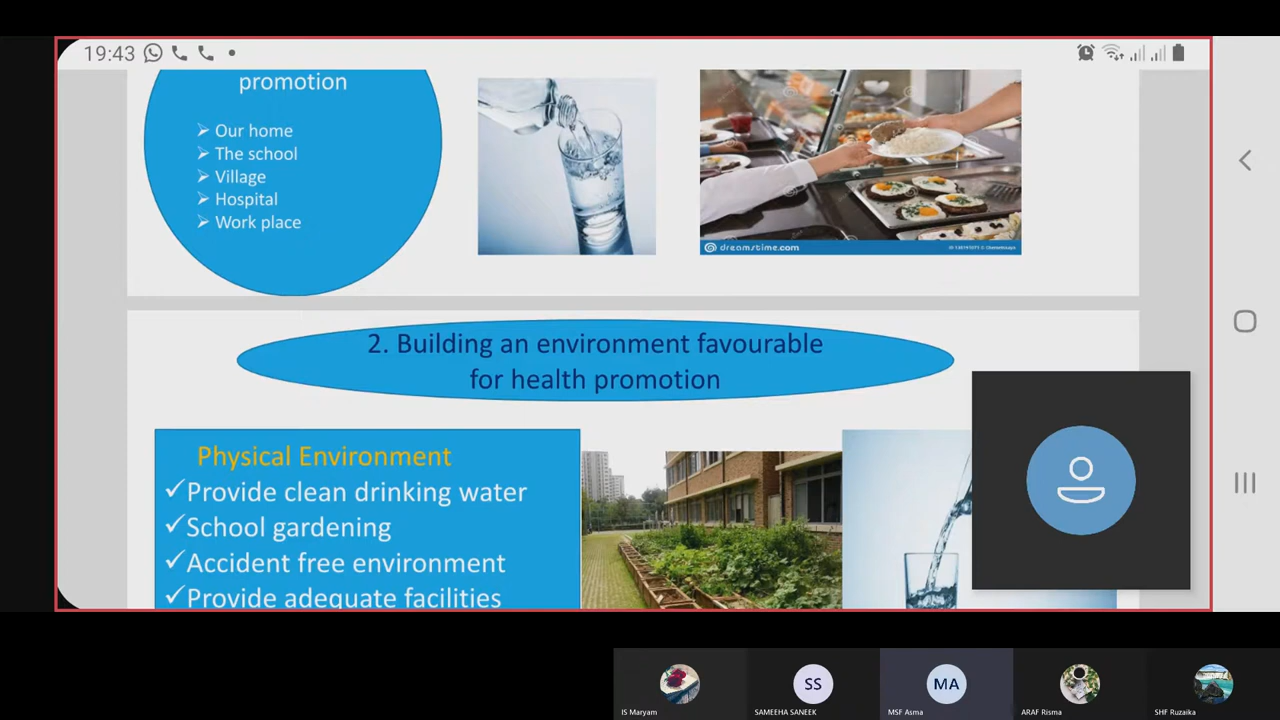 19:43
promotion
➢ Our home
➢ The school
➢ Village
➢ Hospital
➢ Work place
dreamstime.com
2. Building an environment favourable
for health promotion
Physical Environment
✓Provide clean drinking water
✓School gardening
✓Accident free environment
✓Provide adequate facilities
SS
MA
IS Maryam
SAMEEHA SANEEK
MSF Asma
ARAF Risma
SHF Ruzaika